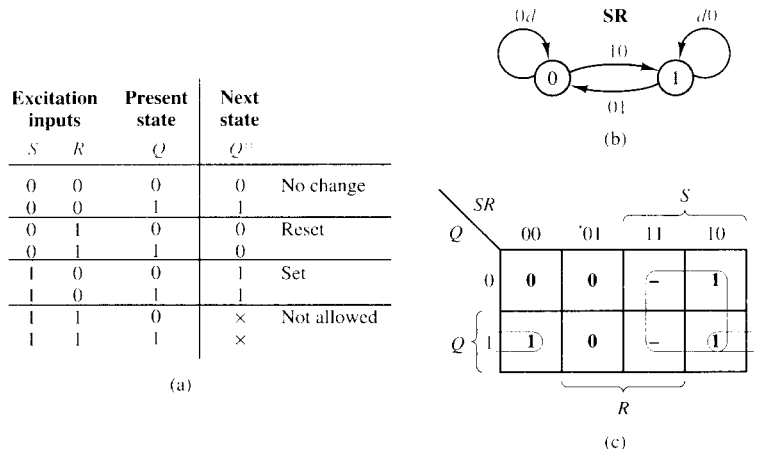 Excitation inputs Present state Next state
S R Q Q*
0 0 0 0 No change
0 0 1 1
0 1 0 0 Reset
0 1 1 0
1 0 0 1 Set
1 0 1 1
1 1 0 × Not allowed
1 1 1 ×
(a)
0d SR d0
10
0 1
01
(b)
SR S
Q 00 01 11 10
0 0 0 – 1
Q 1 1 0 – 1
R
(c)